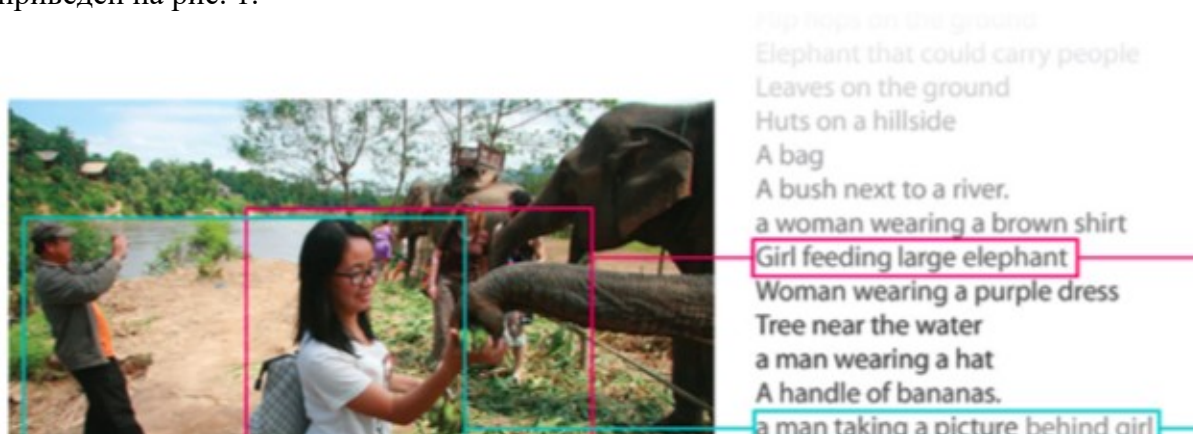 приведен на рис. 1.
Flip flops on the ground
Elephant that could carry people
Leaves on the ground
Huts on a hillside
A bag
A bush next to a river.
a woman wearing a brown shirt
Girl feeding large elephant
Woman wearing a purple dress
Tree near the water
a man wearing a hat
A handle of bananas.
a man taking a picture behind girl